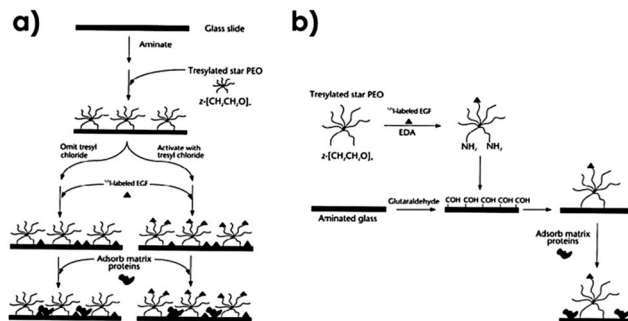 a)
Glass slide
Aminate
Tresylated star PEO
z-[CH₂CH₂O]ₙ
Omit tresyl
chloride
Activate with
tresyl chloride
¹²⁵I-labeled EGF
Adsorb matrix
proteins
b)
Tresylated star PEO
z-[CH₂CH₂O]ₙ
¹²⁵I-labeled EGF
EDA
NH₂ NH₂
Aminated glass
Glutaraldehyde
COH COH COH COH COH
Adsorb matrix
proteins